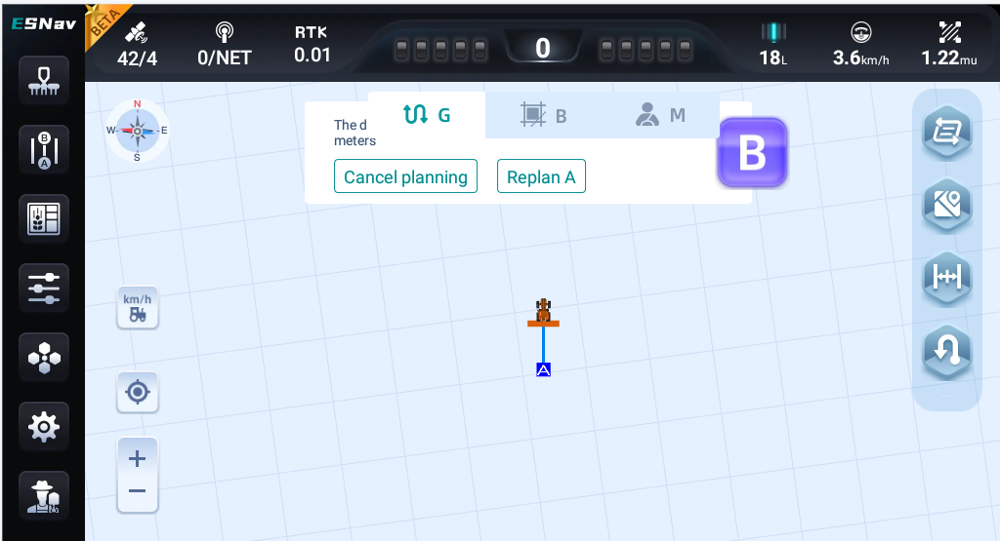 ESNav
BETA
42/4
0/NET
RTK
0.01
0
18L
3.6km/h
1.22mu
N
W
E
S
G
B
M
The d
meters
B
Cancel planning
Replan A
B
A
km/h
A
+
−